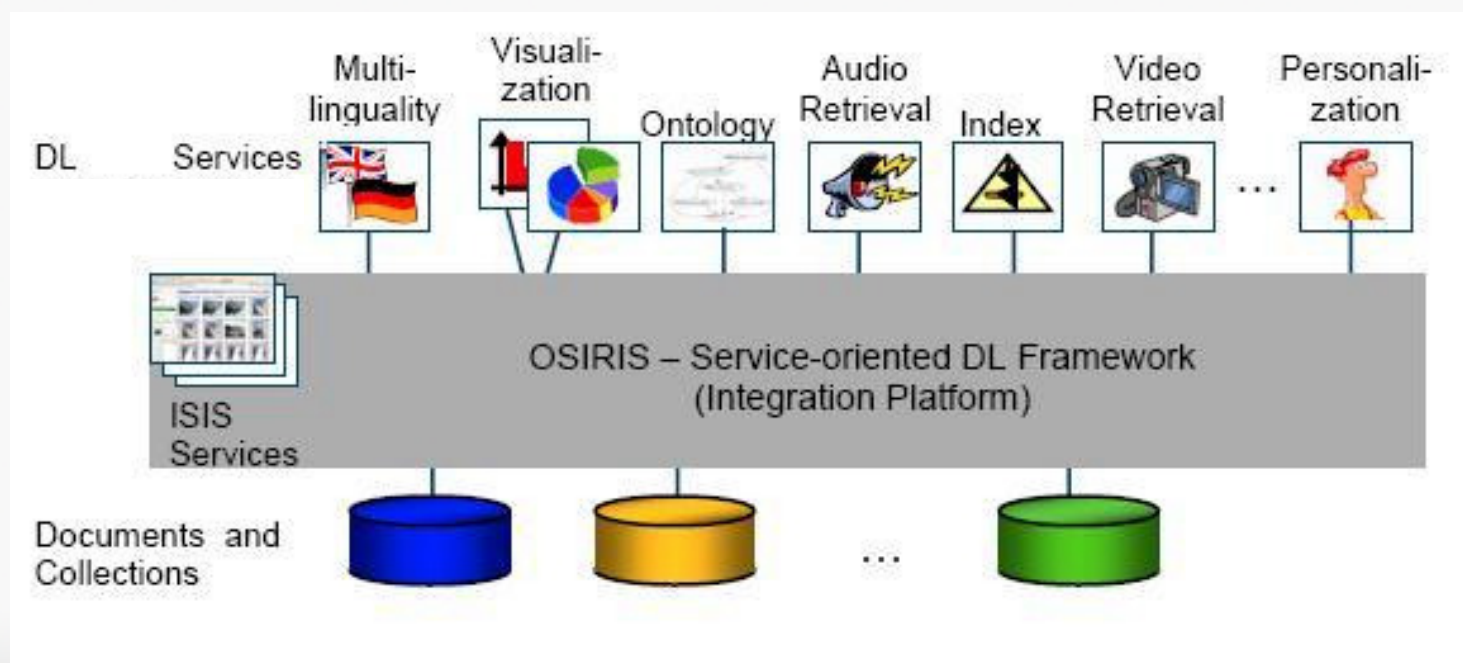 Multi-
linguality
Visuali-
zation
Ontology
Audio
Retrieval
Index
Video
Retrieval
...
Personali-
zation
DL Services
OSIRIS – Service-oriented DL Framework
(Integration Platform)
ISIS
Services
Documents and
Collections
...